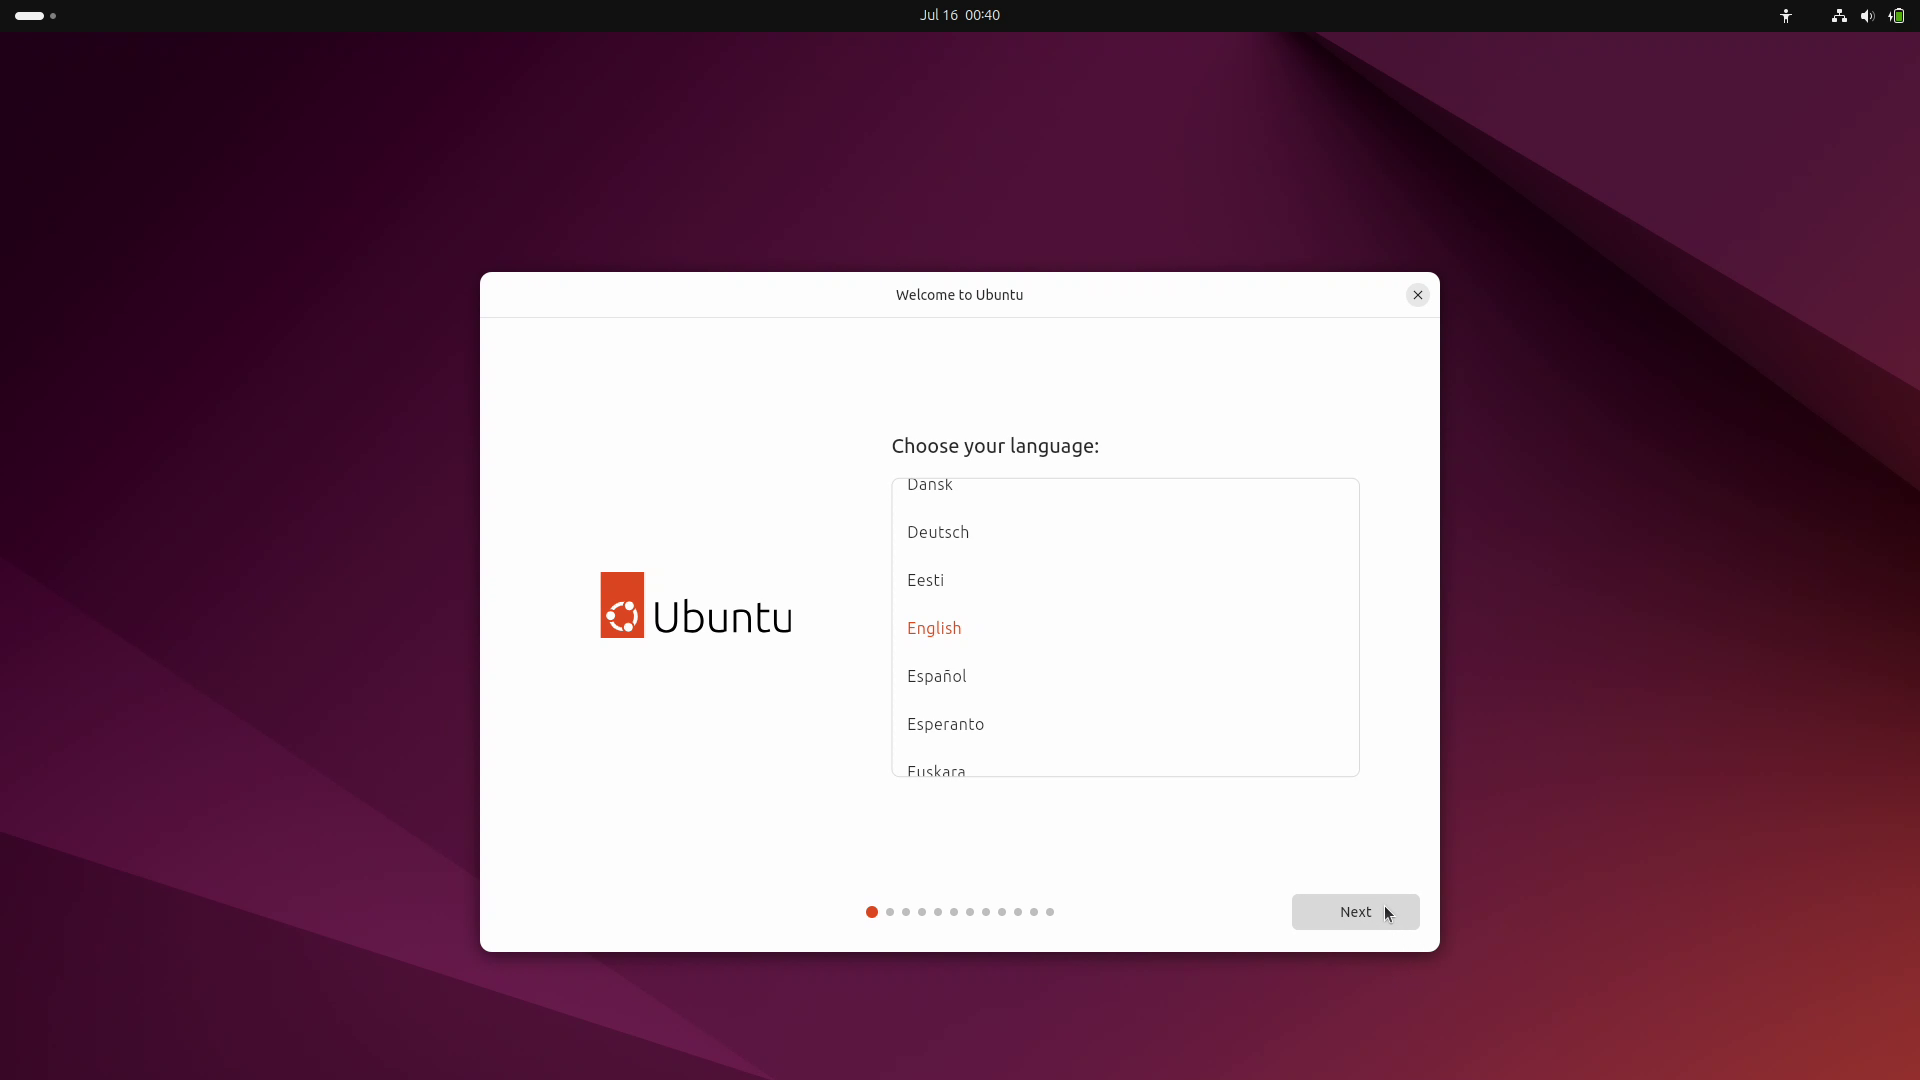 Jul 16 00:40
Welcome to Ubuntu
Choose your language:
Dansk
Deutsch
Eesti
English
Español
Esperanto
Euskara
Ubuntu
Next